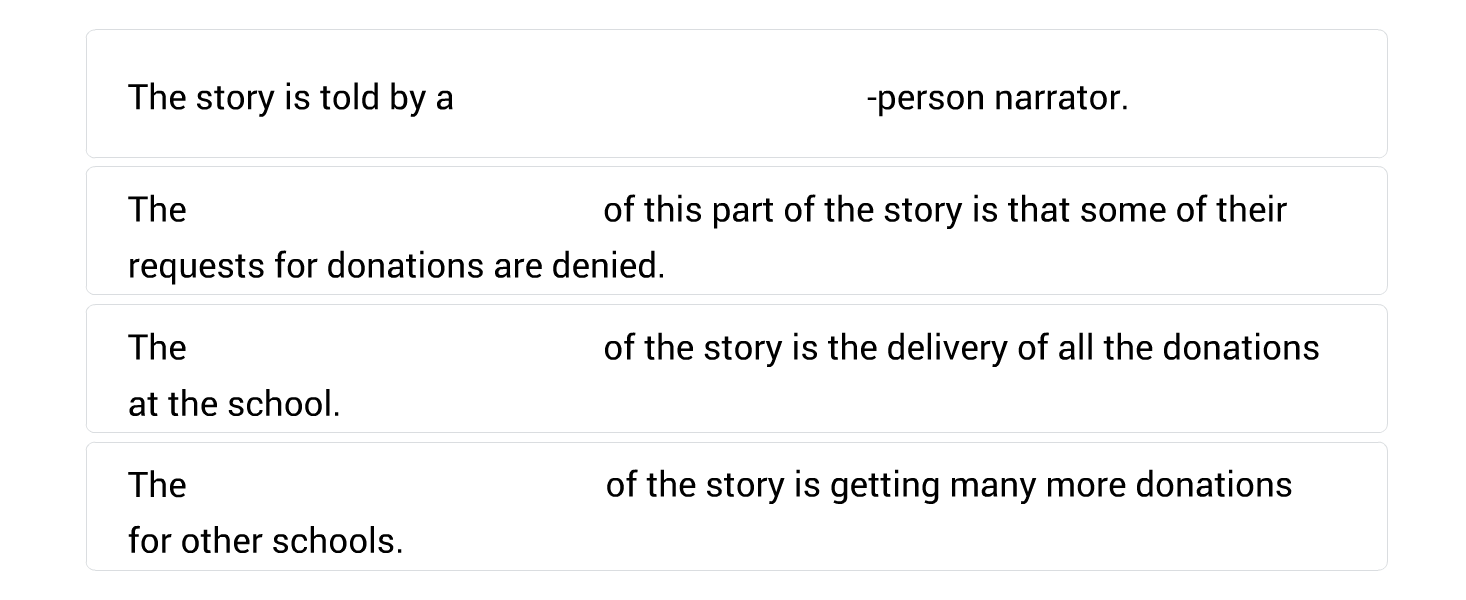 The story is told by a -person narrator.
The of this part of the story is that some of their
requests for donations are denied.
The of the story is the delivery of all the donations
at the school.
The of the story is getting many more donations
for other schools.